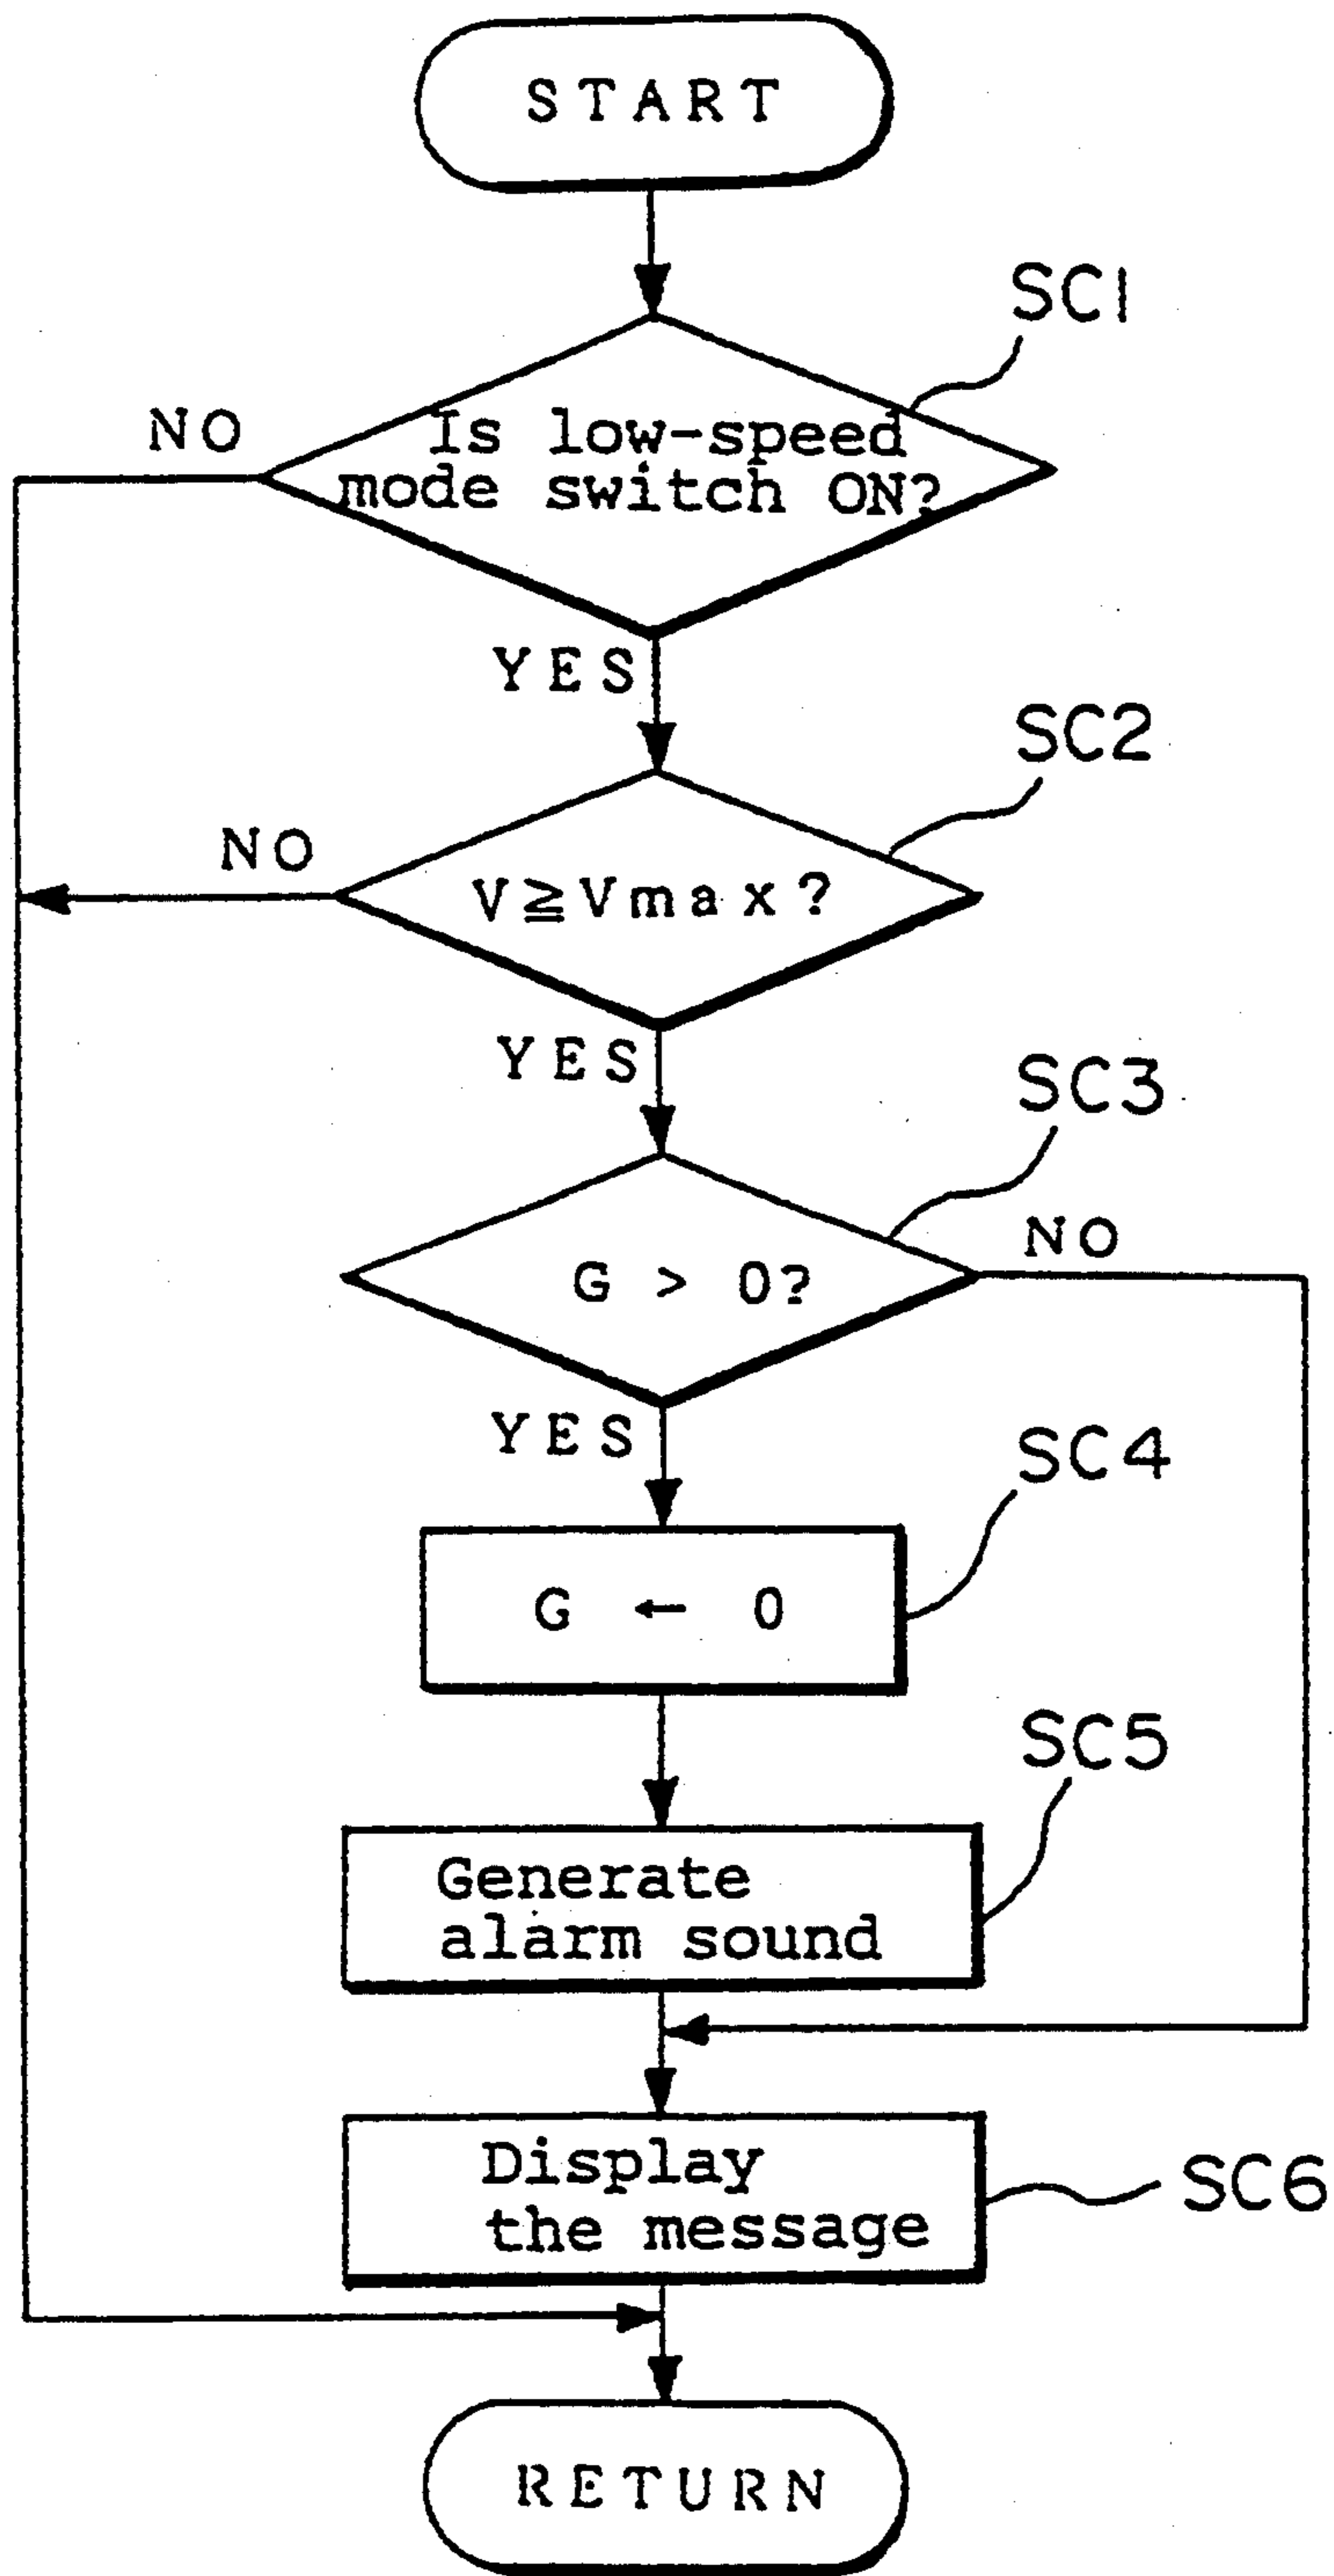 START
SC1
NO
Is low-speed
mode switch ON?
YES
SC2
NO
V≧Vmax?
YES
SC3
NO
G > 0?
YES
SC4
G ← 0
SC5
Generate
alarm sound
Display
the message
SC6
RETURN